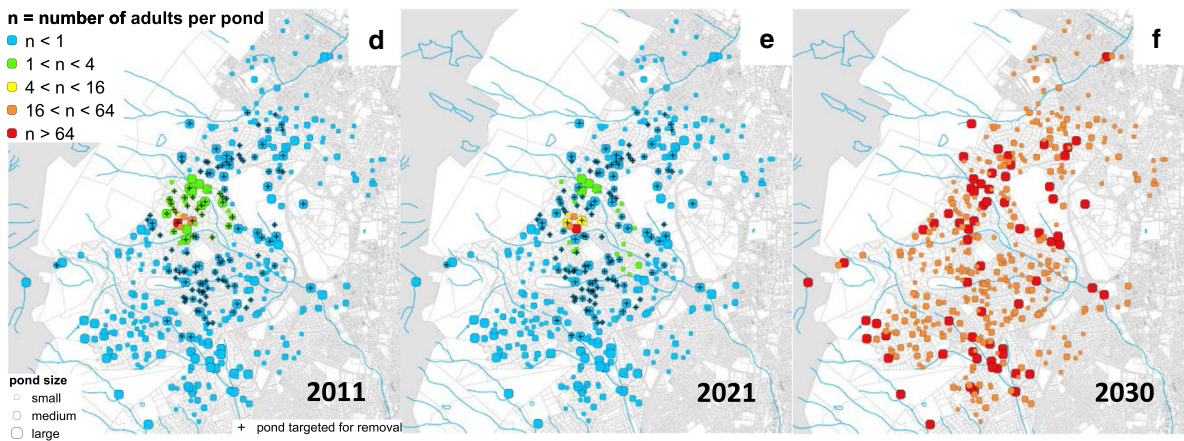 n = number of adults per pond
n < 1
1 < n < 4
4 < n < 16
16 < n < 64
n > 64
d
e
f
pond size
small
medium
large
+ pond targeted for removal
2011
2021
2030